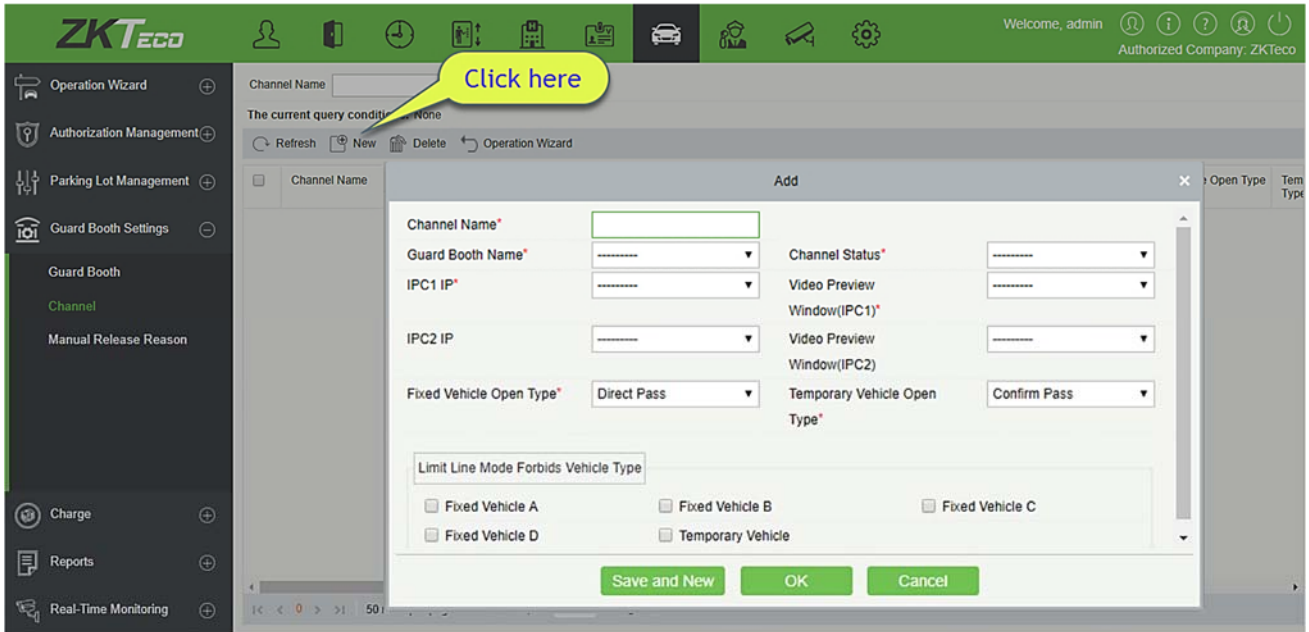 ZKTeco
Welcome, admin
Authorized Company: ZKTeco
Operation Wizard
Authorization Management
Parking Lot Management
Guard Booth Settings
Guard Booth
Channel
Manual Release Reason
Charge
Reports
Real-Time Monitoring
Channel Name
Click here
The current query conditions: None
Refresh New Delete Operation Wizard
Channel Name
Open Type
Tem
Type
Add
Channel Name*
Guard Booth Name* --------- Channel Status* ---------
IPC1 IP* --------- Video Preview Window(IPC1)* ---------
IPC2 IP --------- Video Preview Window(IPC2) ---------
Fixed Vehicle Open Type* Direct Pass Temporary Vehicle Open Type* Confirm Pass
Limit Line Mode Forbids Vehicle Type
Fixed Vehicle A Fixed Vehicle B Fixed Vehicle C
Fixed Vehicle D Temporary Vehicle
Save and New OK Cancel
0 50